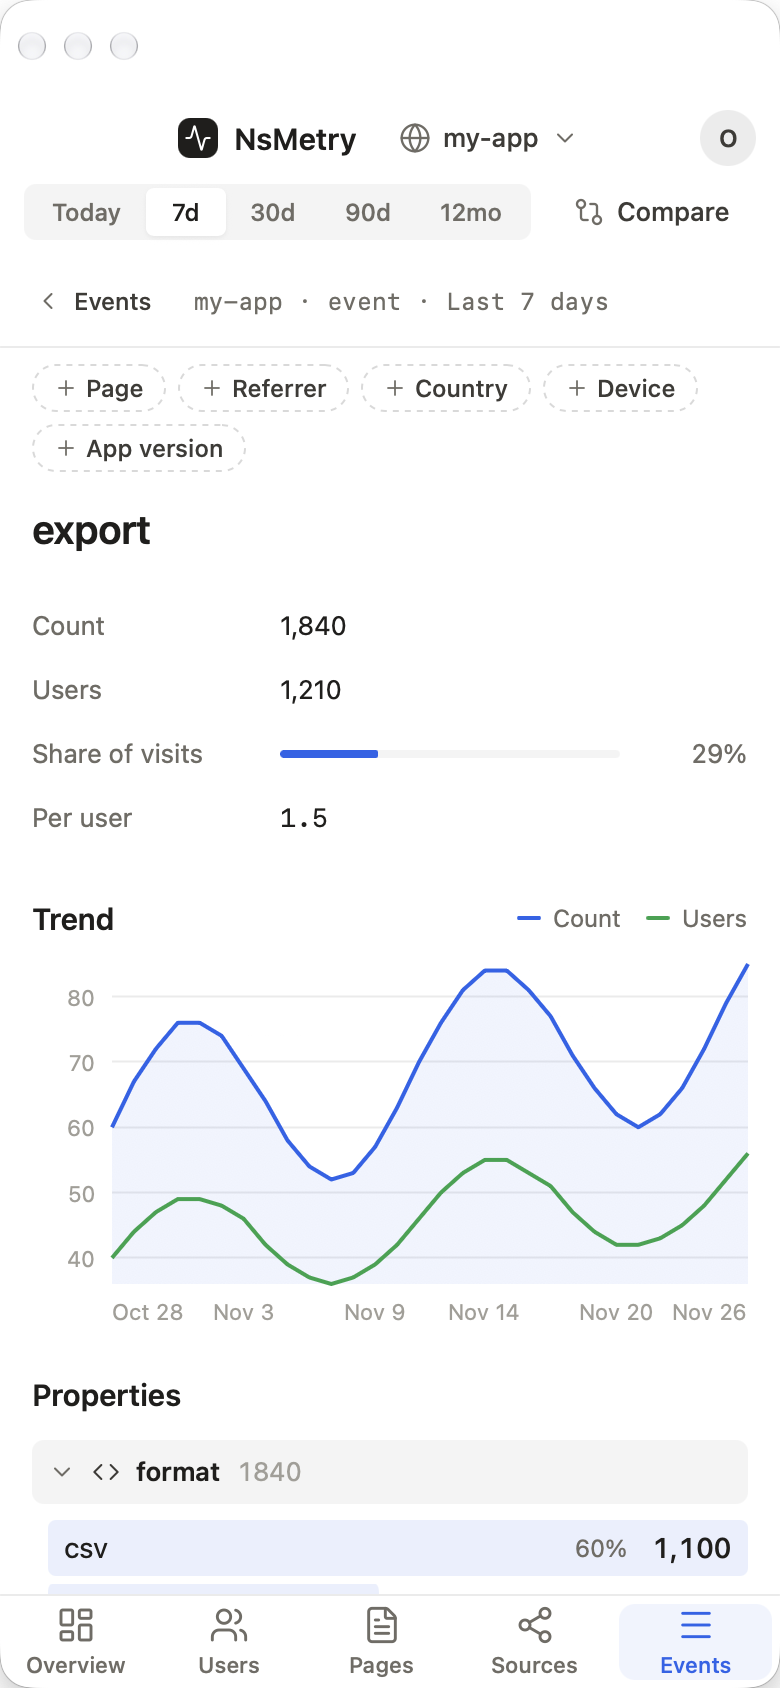 NsMetry my-app O
Today 7d 30d 90d 12mo Compare
Events my-app · event · Last 7 days
+ Page + Referrer + Country + Device
+ App version
export
Count 1,840
Users 1,210
Share of visits 29%
Per user 1.5
Trend Count Users
80
70
60
50
40
Oct 28 Nov 3 Nov 9 Nov 14 Nov 20 Nov 26
Properties
format 1840
csv 60% 1,100
Overview Users Pages Sources Events